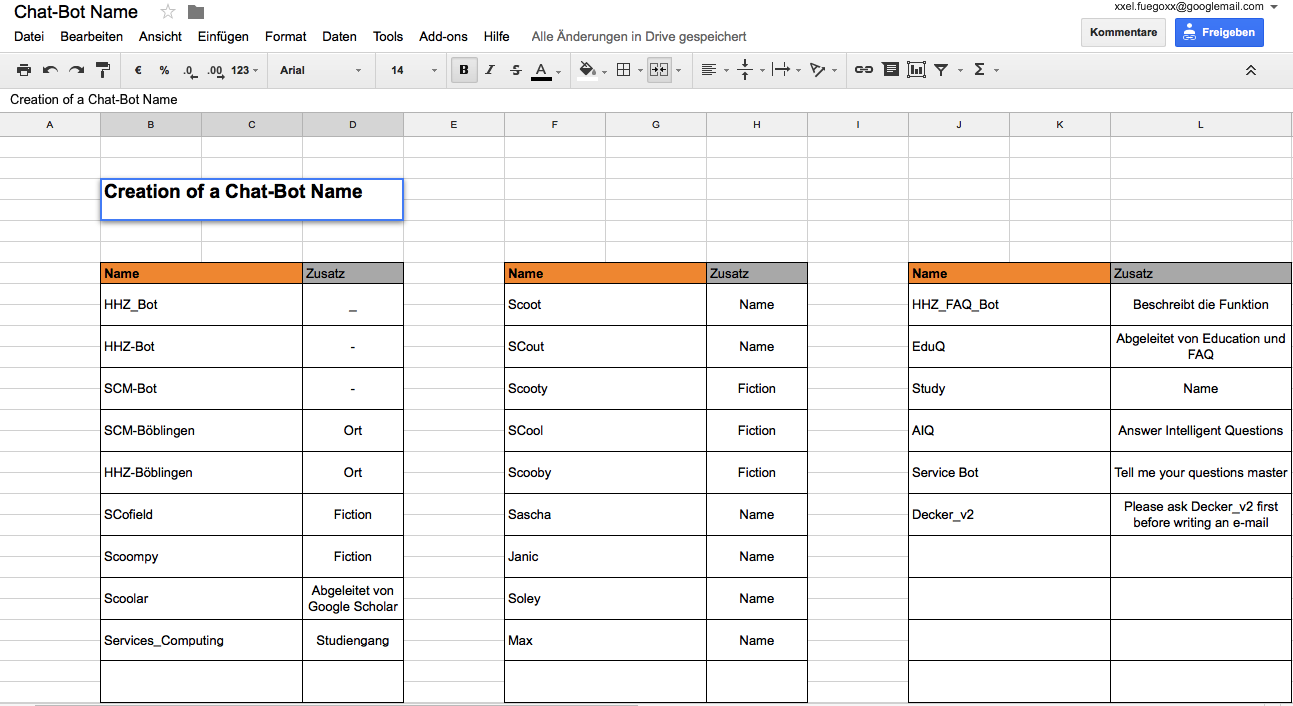 Chat-Bot Name
xxel.fuegoxx@googlemail.com
Datei Bearbeiten Ansicht Einfügen Format Daten Tools Add-ons Hilfe Alle Änderungen in Drive gespeichert
Kommentare Freigeben
€ % .0 .00 123 Arial 14 B I S A Σ
Creation of a Chat-Bot Name
A B C D E F G H I J K L
Creation of a Chat-Bot Name
Name Zusatz Name Zusatz Name Zusatz
HHZ_Bot _ Scoot Name HHZ_FAQ_Bot Beschreibt die Funktion
HHZ-Bot - SCout Name EduQ Abgeleitet von Education und
FAQ
SCM-Bot - Scooty Fiction Study Name
SCM-Böblingen Ort SCool Fiction AIQ Answer Intelligent Questions
HHZ-Böblingen Ort Scooby Fiction Service Bot Tell me your questions master
SCofield Fiction Sascha Name Decker_v2 Please ask Decker_v2 first
before writing an e-mail
Scoompy Fiction Janic Name
Scoolar Abgeleitet von
Google Scholar Soley Name
Services_Computing Studiengang Max Name